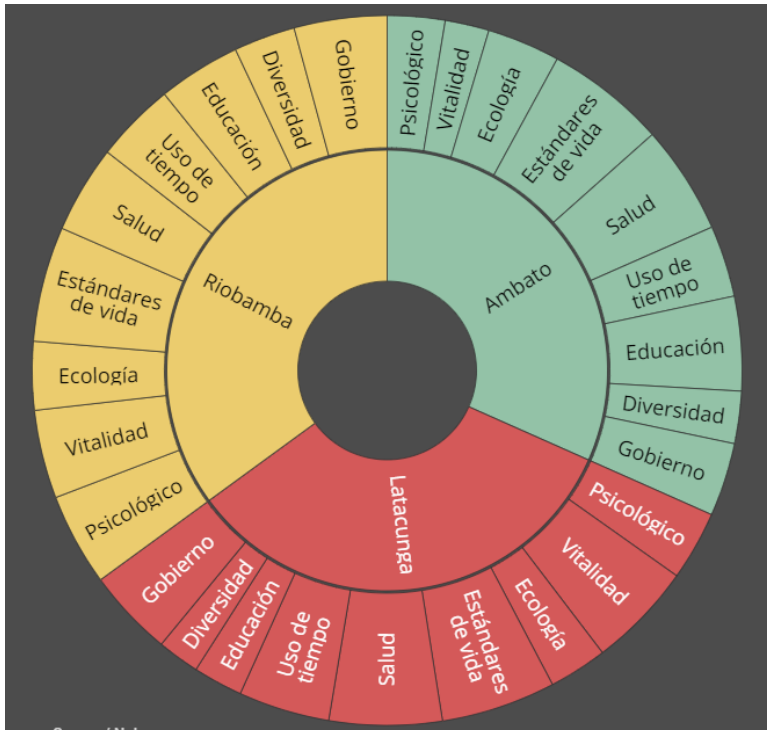 Psicológico
Vitalidad
Ecología
Estándares
de vida
Salud
Uso de
tiempo
Educación
Diversidad
Gobierno
Ambato
Psicológico
Vitalidad
Ecología
Estándares
de vida
Salud
Uso de
tiempo
Educación
Diversidad
Gobierno
Latacunga
Psicológico
Vitalidad
Ecología
Estándares
de vida
Salud
Uso de
tiempo
Educación
Diversidad
Gobierno
Riobamba